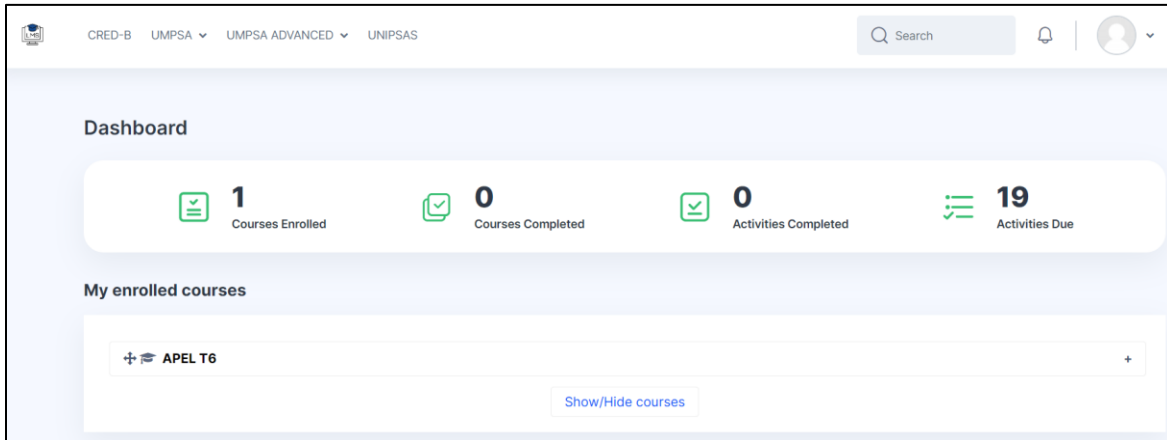 LMS
CRED-B UMPSA UMPSA ADVANCED UNIPSAS Search
Dashboard
1 0 0 19
Courses Enrolled Courses Completed Activities Completed Activities Due
My enrolled courses
APEL T6 +
Show/Hide courses